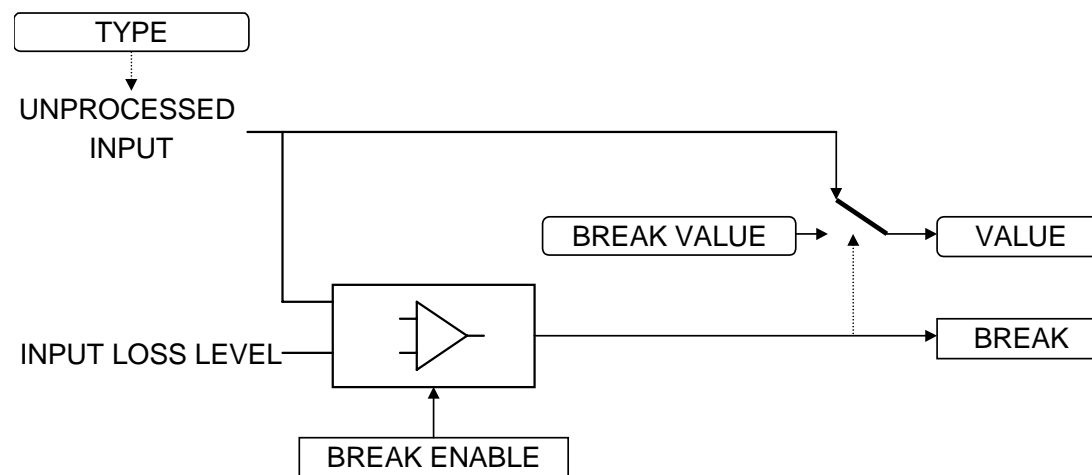 TYPE
UNPROCESSED
INPUT
BREAK VALUE
VALUE
INPUT LOSS LEVEL
BREAK
BREAK ENABLE